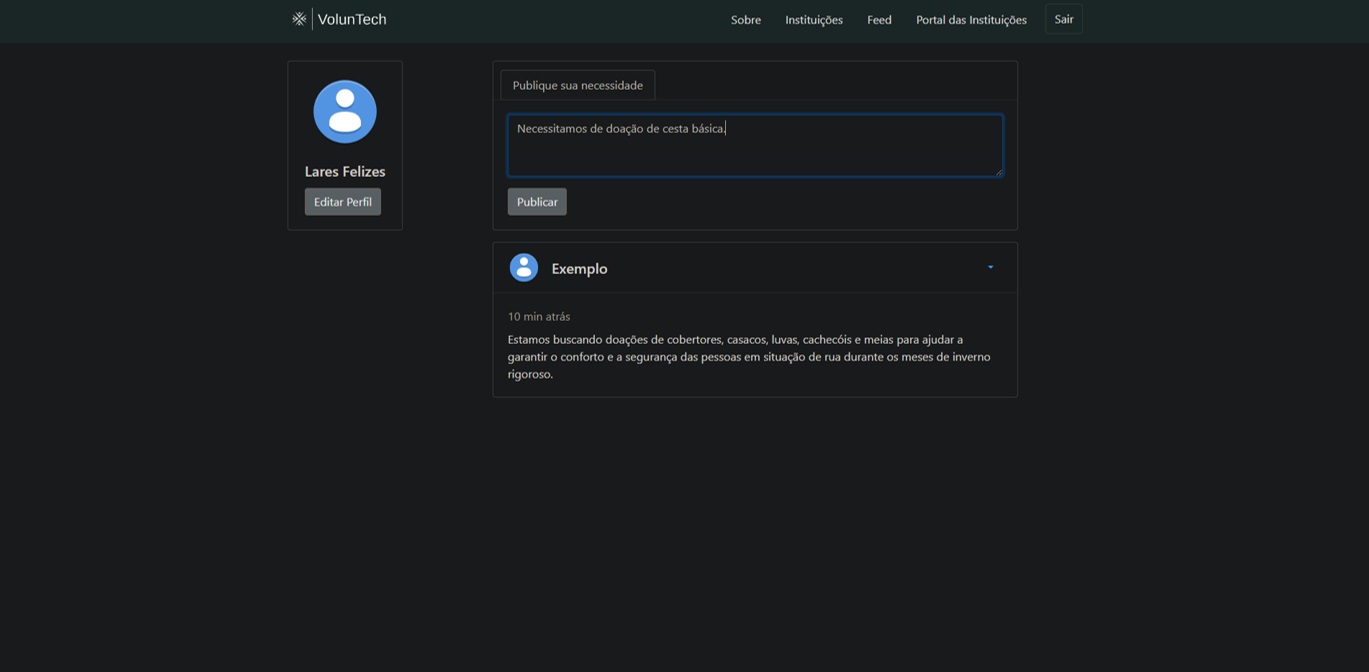 VolunTech
Sobre
Instituições
Feed
Portal das Instituições
Sair
Lares Felizes
Editar Perfil
Publique sua necessidade
Necessitamos de doação de cesta básica.
Publicar
Exemplo
10 min atrás
Estamos buscando doações de cobertores, casacos, luvas, cachecóis e meias para ajudar a
garantir o conforto e a segurança das pessoas em situação de rua durante os meses de inverno
rigoroso.